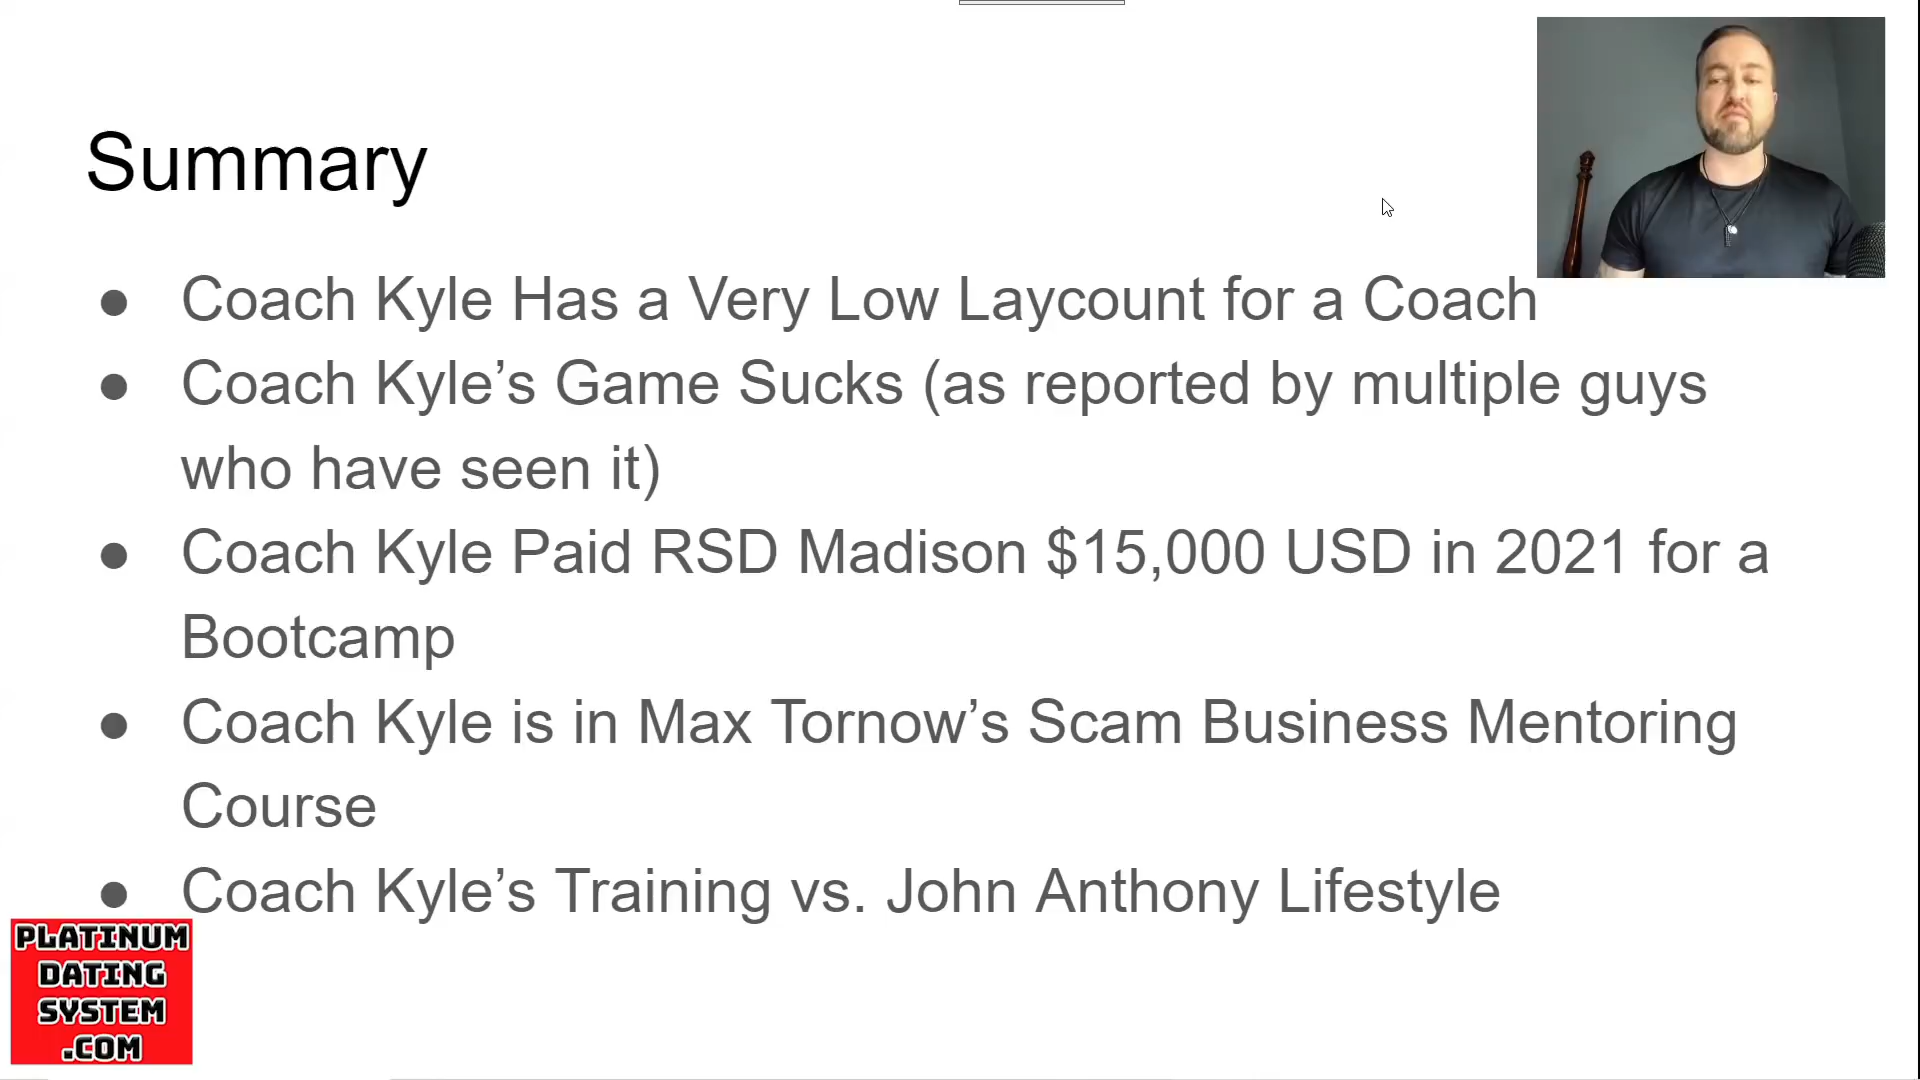 Summary
● Coach Kyle Has a Very Low Laycount for a Coach
● Coach Kyle’s Game Sucks (as reported by multiple guys
who have seen it)
● Coach Kyle Paid RSD Madison $15,000 USD in 2021 for a
Bootcamp
● Coach Kyle is in Max Tornow’s Scam Business Mentoring
Course
● Coach Kyle’s Training vs. John Anthony Lifestyle
PLATINUM
DATING
SYSTEM
.COM